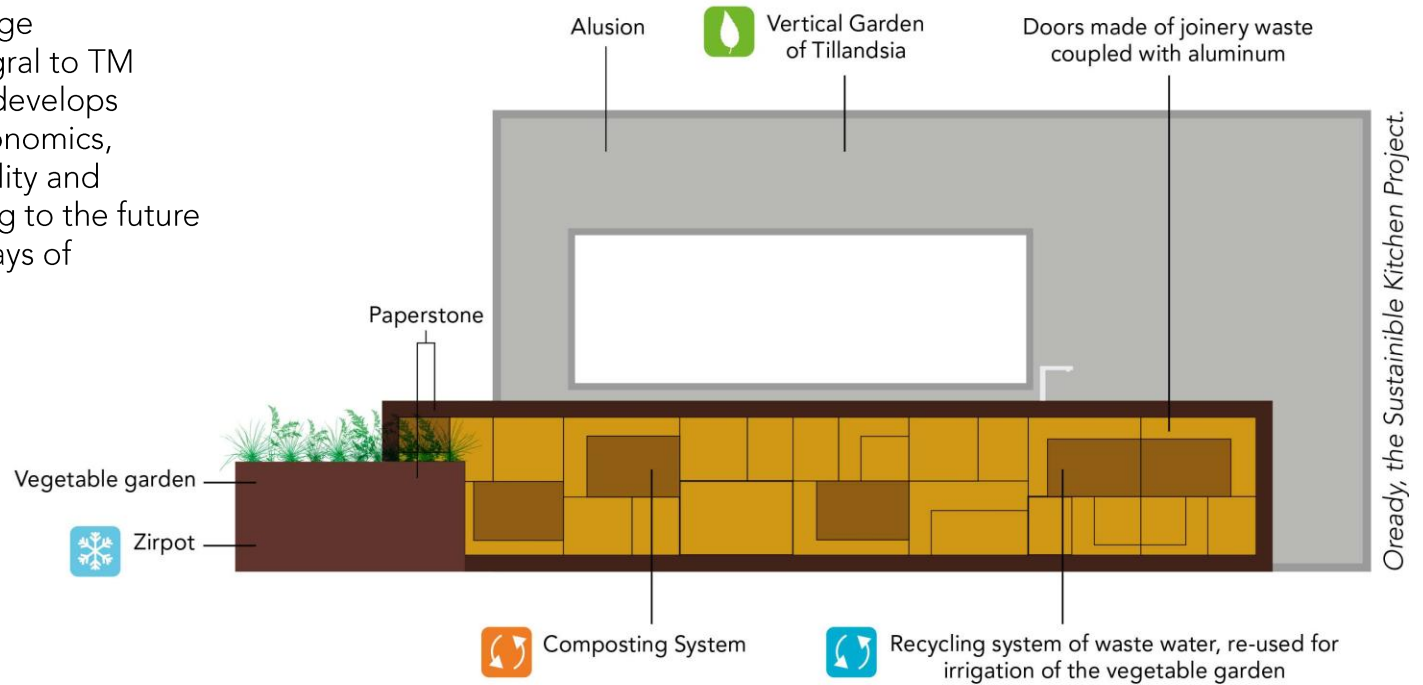 ge
gral to TM
develops
onomics,
lity and
g to the future
ays of
Alusion
Vertical Garden
of Tillandsia
Doors made of joinery waste
coupled with aluminum
Paperstone
Vegetable garden
Zirpot
Composting System
Recycling system of waste water, re-used for
irrigation of the vegetable garden
Oready, the Sustainible Kitchen Project.